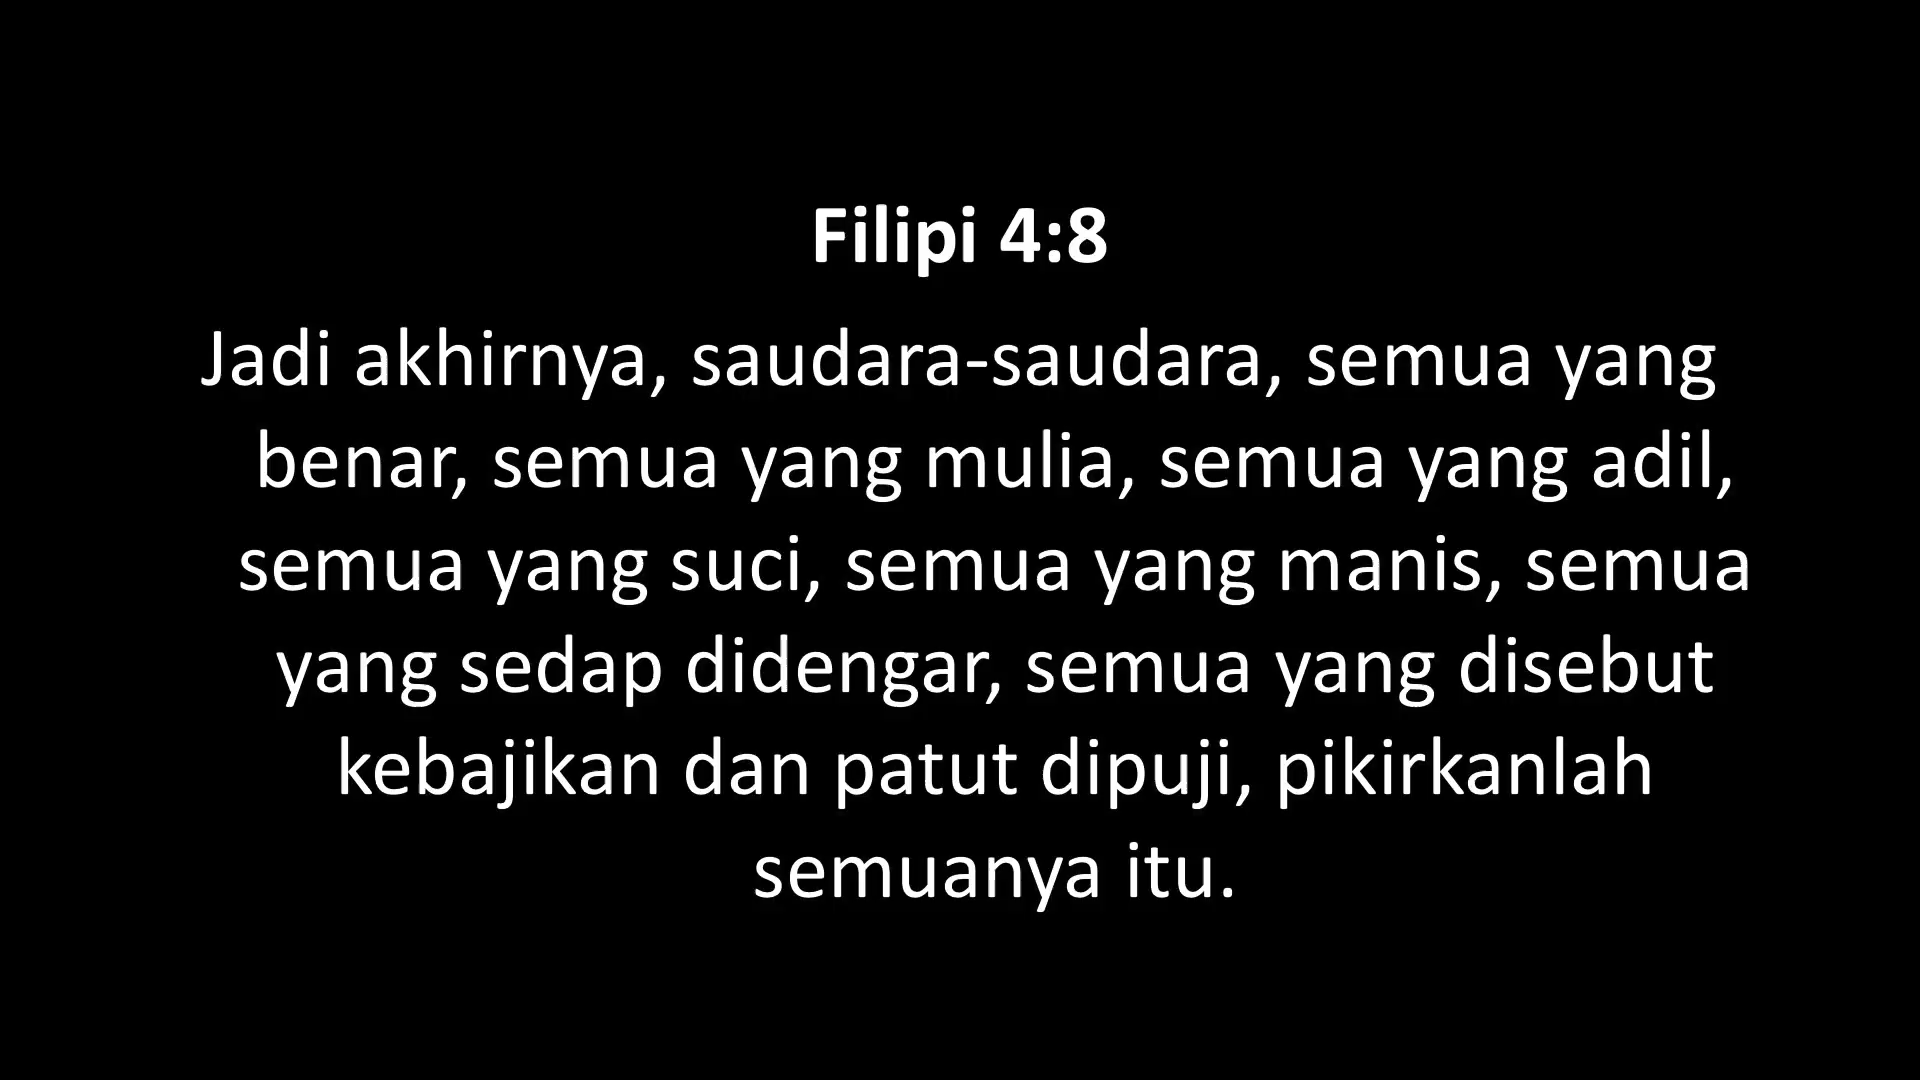 Filipi 4:8
Jadi akhirnya, saudara-saudara, semua yang
benar, semua yang mulia, semua yang adil,
semua yang suci, semua yang manis, semua
yang sedap didengar, semua yang disebut
kebajikan dan patut dipuji, pikirkanlah
semuanya itu.